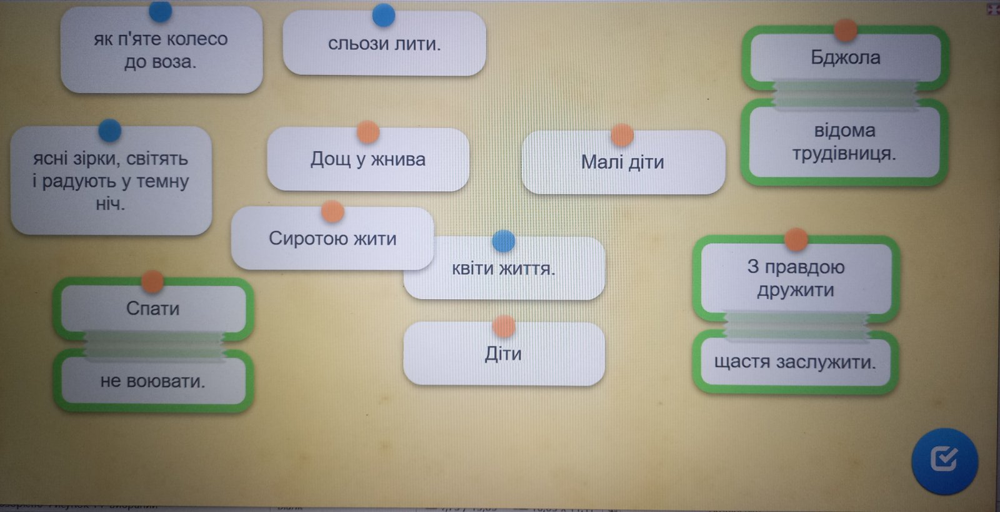 як п'яте колесо
до воза.
сльози лити.
Бджола
відома
трудівниця.
ясні зірки, світять
і радують у темну
ніч.
Дощ у жнива
Малі діти
Сиротою жити
квіти життя.
З правдою
дружити
щастя заслужити.
Спати
не воювати.
Діти